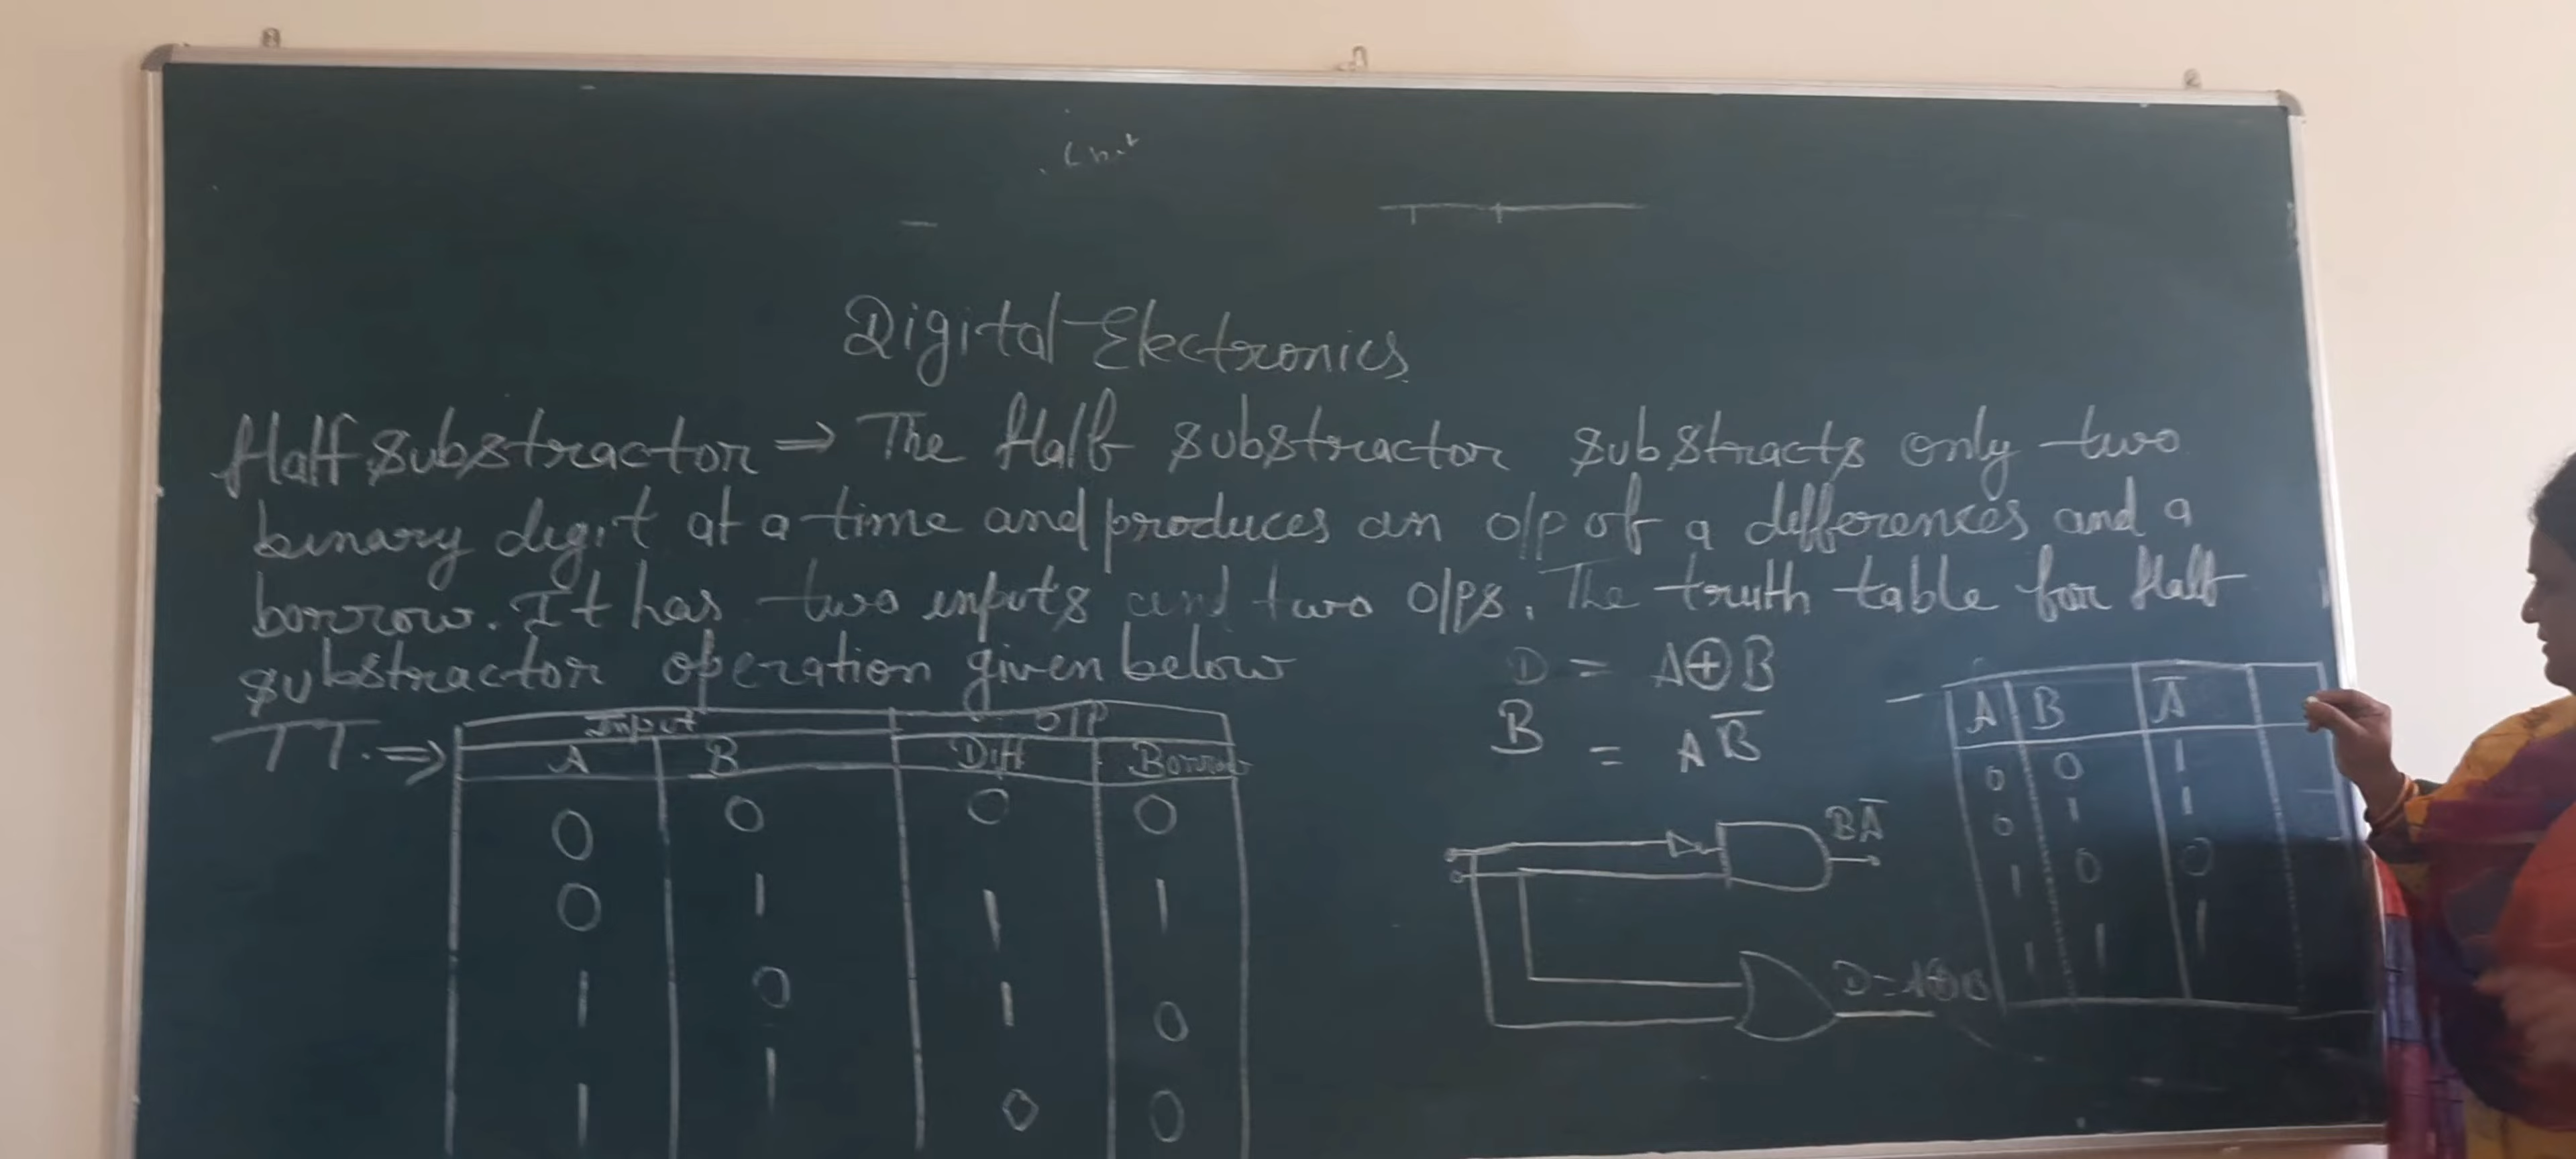 Digital Electronics
Half Substractor ⇒ The Half Substractor Substracts only two
binary digit at a time and produces an o/p of a differences and a
borrow. It has two inputs and two o/ps. The truth table for Half
substractor operation given below
D = A⊕B
B = A B̅
TT. ⇒
Input O/P
A B Diff Borrow
0 0 0 0
0 1 1 1
1 0 1 0
1 1 0 0
BA̅
D=A⊕B
A B A̅
0 0 1
0 1 1
1 0 0
1 1 1